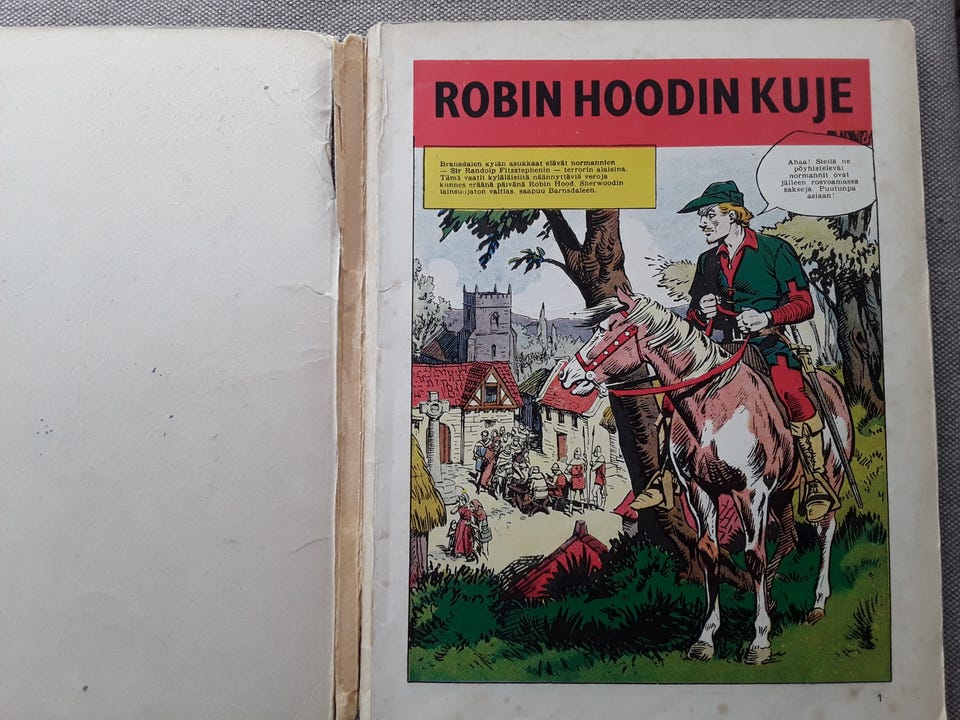 ROBIN HOODIN KUJE
Bransdalen kylän asukkaat elävät normannien
— Sir Randolp Fitzstephenin — terrorin alaisina.
Tämä vaatii kyläläisiltä näännyttäviä veroja
kunnes eräänä päivänä Robin Hood, Sherwoodin
lainsuojaton valtias, saapuu Barnsdaleen.
Ahaa! Siellä ne
pöyhistelevät
normannit ovat
jälleen rosvoamassa
sakseja. Puutunpa
asiaan!
1